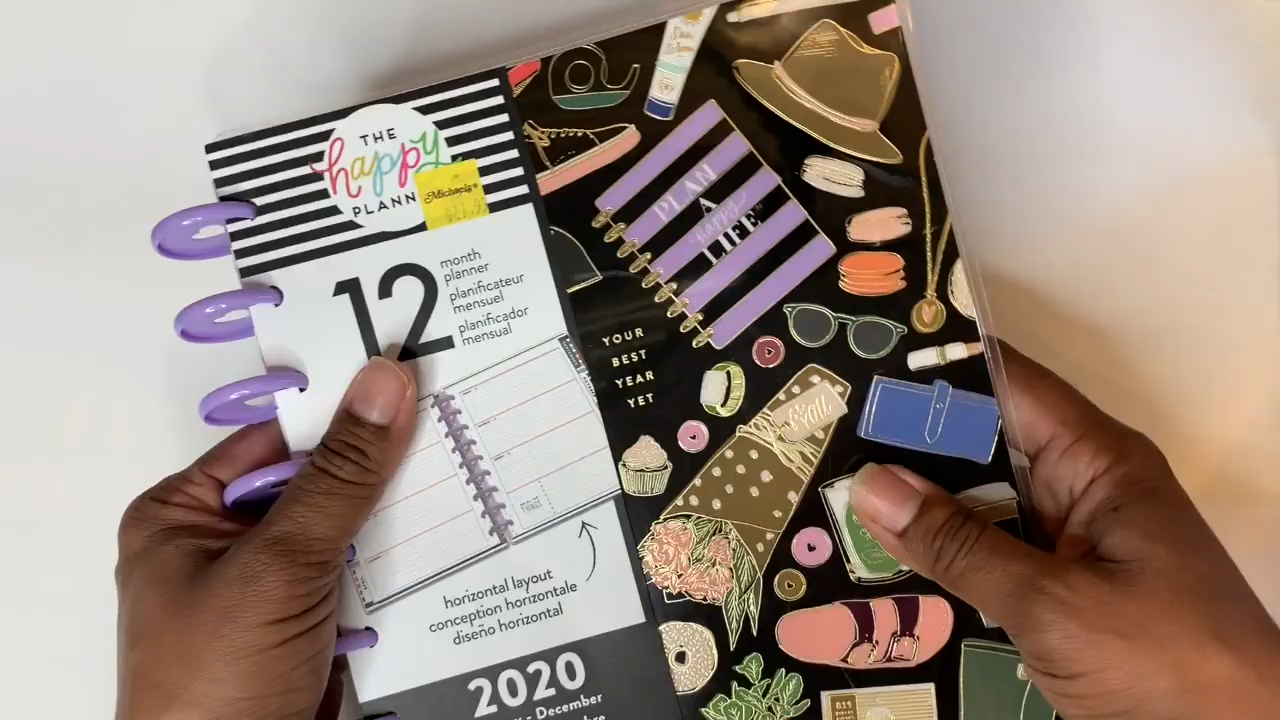 THE
happy
PLANN
Michaels
12
month
planner
planificateur
mensuel
planificador
mensual
horizontal layout
conception horizontale
diseño horizontal
2020
- December
PLAN
A
happy
LIFE
YOUR
BEST
YEAR
YET
YOU